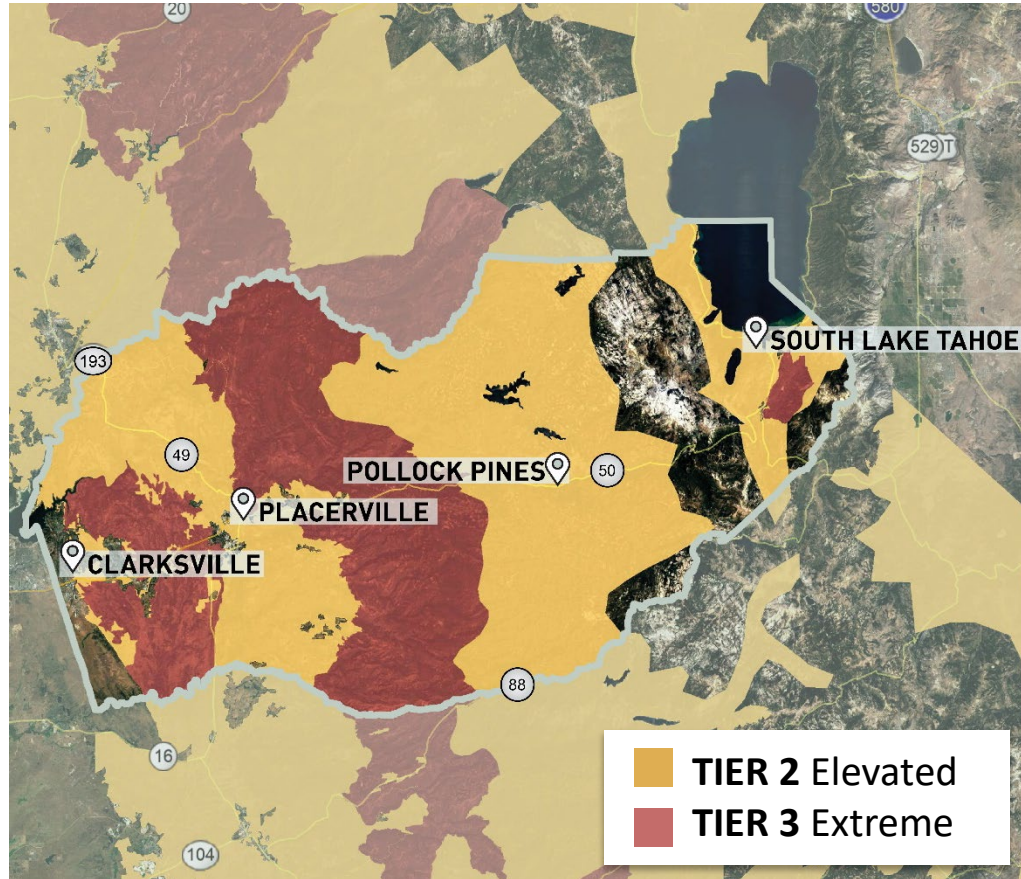 20
580
529
193
SOUTH LAKE TAHOE
49
POLLOCK PINES
50
PLACERVILLE
CLARKSVILLE
88
16
TIER 2 Elevated
TIER 3 Extreme
104